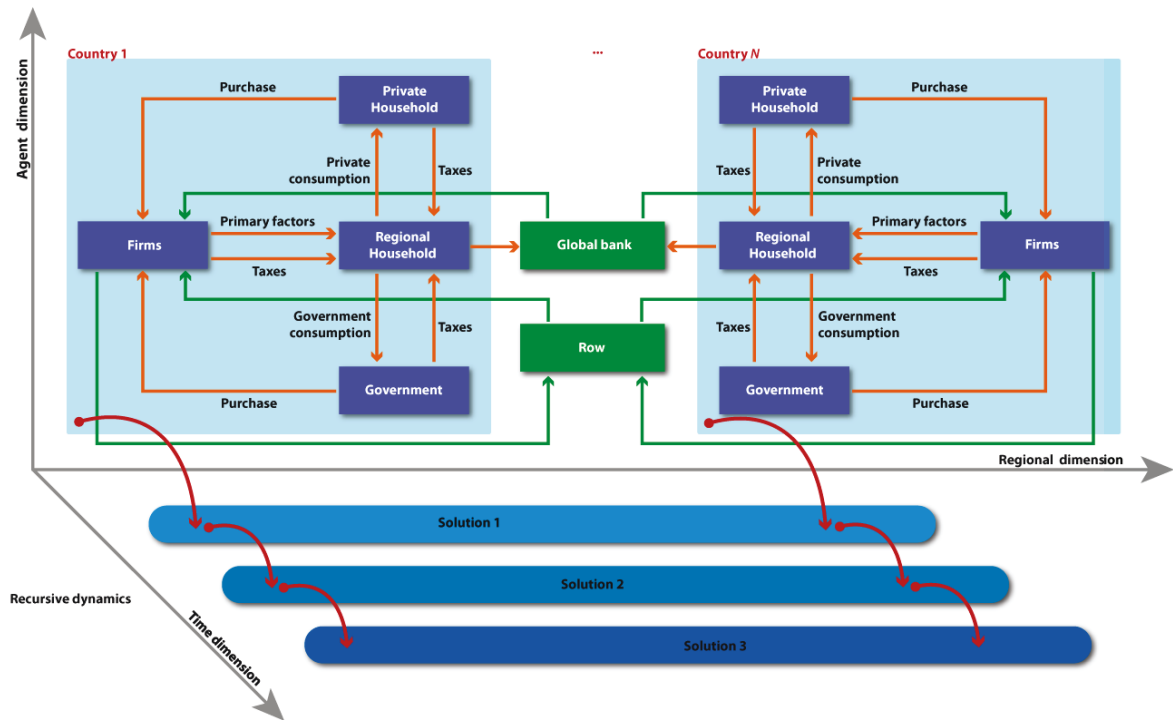 Agent dimension
Country 1
...
Country N
Purchase
Private
Household
Private
consumption
Taxes
Firms
Primary factors
Taxes
Regional
Household
Government
consumption
Taxes
Government
Purchase
Global bank
Row
Private
Household
Purchase
Taxes
Private
consumption
Regional
Household
Primary factors
Taxes
Firms
Taxes
Government
consumption
Government
Purchase
Regional dimension
Solution 1
Solution 2
Solution 3
Recursive dynamics
Time dimension